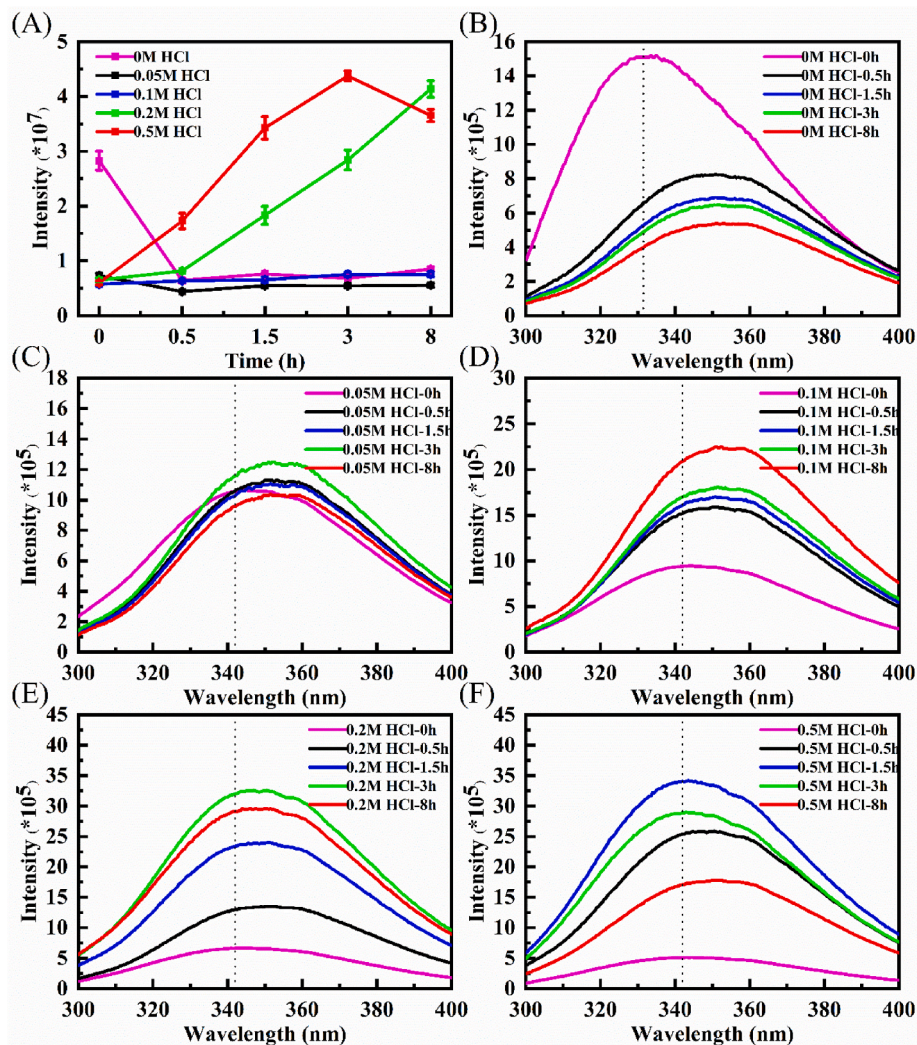 (A)
5
4
3
2
1
0
Intensity (*10⁷)
0M HCl
0.05M HCl
0.1M HCl
0.2M HCl
0.5M HCl
0 0.5 1.5 3 8
Time (h)
(B)
16
14
12
10
8
6
4
2
0
Intensity (*10⁵)
0M HCl-0h
0M HCl-0.5h
0M HCl-1.5h
0M HCl-3h
0M HCl-8h
300 320 340 360 380 400
Wavelength (nm)
(C)
18
16
14
12
10
8
6
4
2
0
Intensity (*10⁵)
0.05M HCl-0h
0.05M HCl-0.5h
0.05M HCl-1.5h
0.05M HCl-3h
0.05M HCl-8h
300 320 340 360 380 400
Wavelength (nm)
(D)
30
25
20
15
10
5
0
Intensity (*10⁵)
0.1M HCl-0h
0.1M HCl-0.5h
0.1M HCl-1.5h
0.1M HCl-3h
0.1M HCl-8h
300 320 340 360 380 400
Wavelength (nm)
(E)
45
40
35
30
25
20
15
10
5
0
Intensity (*10⁵)
0.2M HCl-0h
0.2M HCl-0.5h
0.2M HCl-1.5h
0.2M HCl-3h
0.2M HCl-8h
300 320 340 360 380 400
Wavelength (nm)
(F)
45
40
35
30
25
20
15
10
5
0
Intensity (*10⁵)
0.5M HCl-0h
0.5M HCl-0.5h
0.5M HCl-1.5h
0.5M HCl-3h
0.5M HCl-8h
300 320 340 360 380 400
Wavelength (nm)